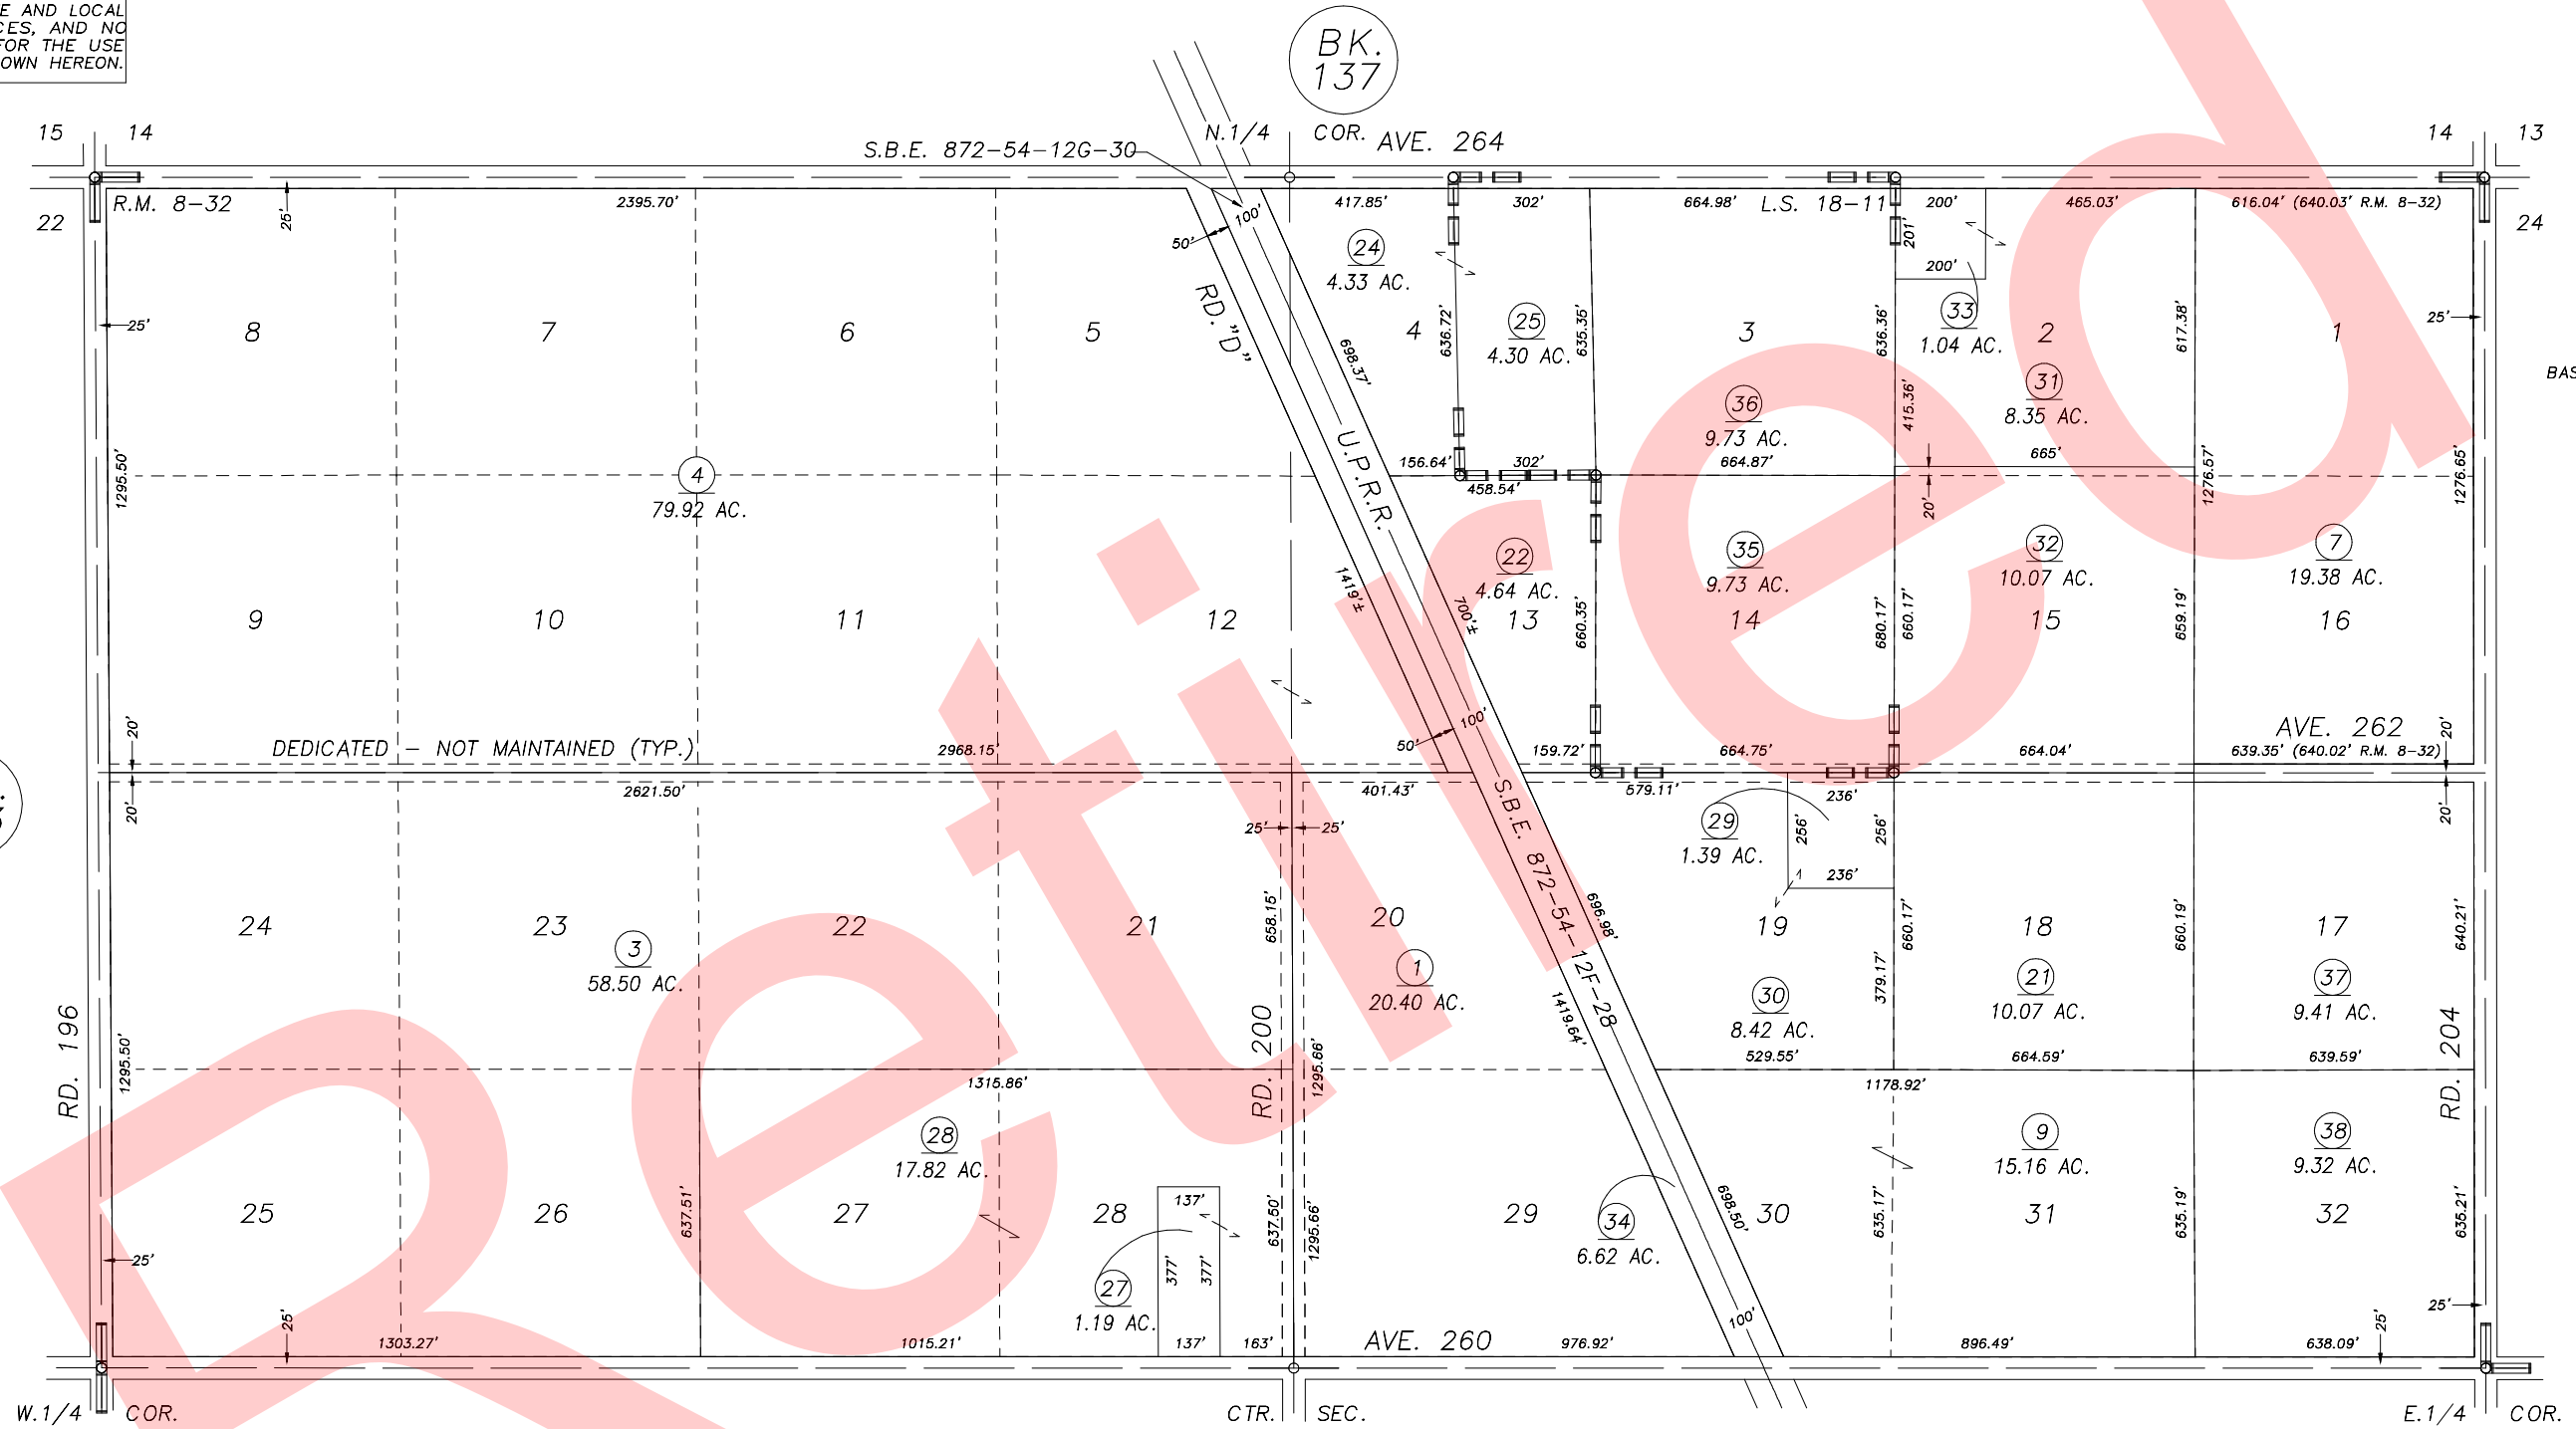 E AND LOCAL
CES, AND NO
FOR THE USE
OWN HEREON.
BK.
137
15
14
S.B.E. 872-54-12G-30
N.1/4
COR.
AVE. 264
14
13
22
R.M. 8-32
25'
2395.70'
100'
50'
417.85'
302'
664.98'
L.S. 18-11
200'
465.03'
616.04' (640.03' R.M. 8-32)
24
201'
200'
24
4.33 AC.
25'
8
7
6
5
RD. "D"
698.37'
4
636.72'
25
4.30 AC.
635.35'
3
636.36'
33
1.04 AC.
2
617.38'
1
25'
BAS
36
9.73 AC.
415.36'
31
8.35 AC.
U.P.R.R.
1295.50'
4
79.92 AC.
156.64'
302'
458.54'
664.87'
665'
20'
1276.57'
1276.65'
9
10
11
12
1419'±
700'±
22
4.64 AC.
13
660.35'
35
9.73 AC.
14
680.17'
660.17'
32
10.07 AC.
15
659.19'
7
19.38 AC.
16
20'
DEDICATED - NOT MAINTAINED (TYP.)
2968.15'
50'
100'
159.72'
664.75'
664.04'
AVE. 262
639.35' (640.02' R.M. 8-32)
20'
20'
2621.50'
401.43'
579.11'
236'
20'
25'
25'
S.B.E. 872-54-12F-28
29
1.39 AC.
256'
256'
236'
24
23
22
21
658.15'
20
696.98'
19
660.17'
18
660.19'
17
640.21'
3
58.50 AC.
1
20.40 AC.
30
8.42 AC.
379.17'
21
10.07 AC.
37
9.41 AC.
RD. 196
1295.50'
RD. 200
1295.66'
1419.64'
529.55'
664.59'
639.59'
RD. 204
1315.86'
1178.92'
28
17.82 AC.
9
15.16 AC.
38
9.32 AC.
25
26
637.51'
27
28
137'
637.50'
1295.66'
29
34
6.62 AC.
698.50'
30
635.17'
31
635.19'
32
635.21'
25'
27
1.19 AC.
377'
377'
25'
1303.27'
1015.21'
137'
163'
AVE. 260
976.92'
100'
896.49'
638.09'
25'
25'
W.1/4
COR.
CTR.
SEC.
E.1/4
COR.
Retired